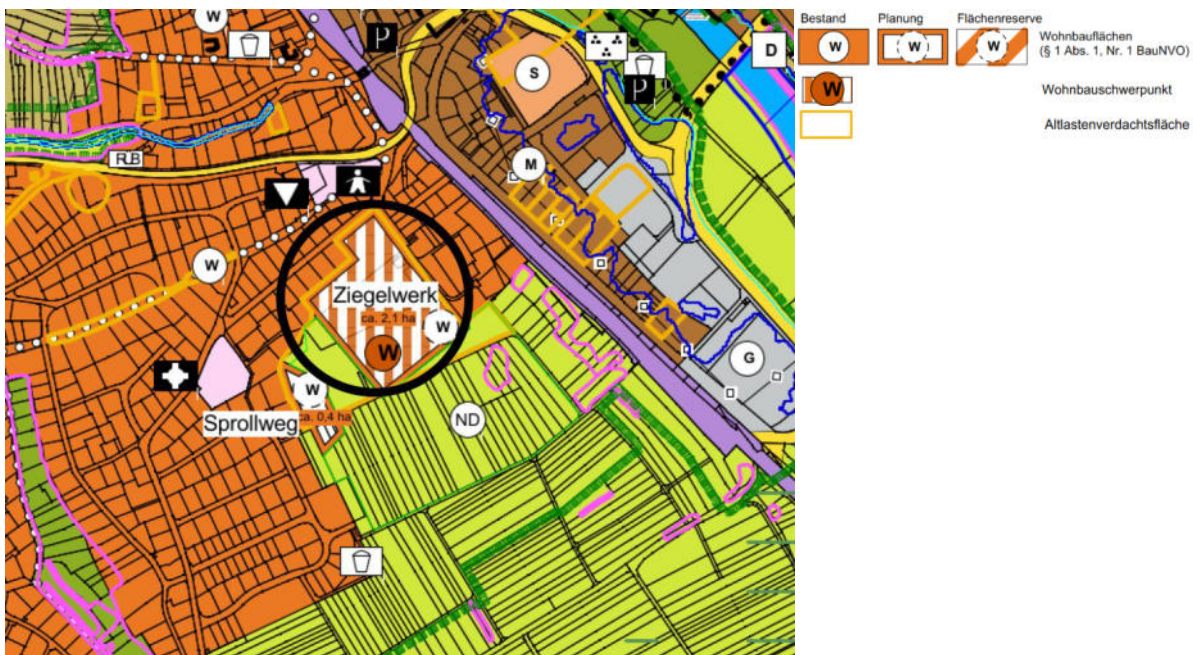 W
P
D
S
P
RÜB
M
W
Ziegelwerk
ca. 2,1 ha
W
W
W
ca. 0,4 ha
Sprollweg
ND
G
Bestand
Planung
Flächenreserve
W
W
W
Wohnbauflächen
(§ 1 Abs. 1, Nr. 1 BauNVO)
W
Wohnbauschwerpunkt
Altlastenverdachtsfläche